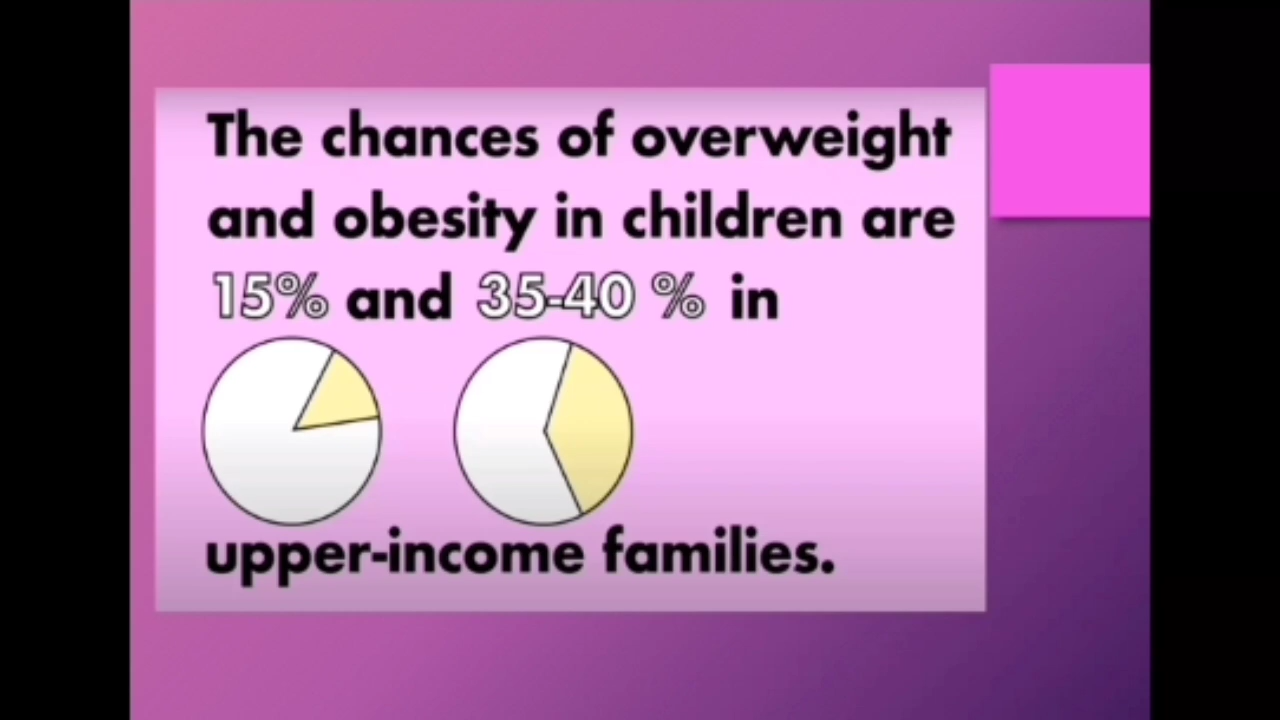 The chances of overweight
and obesity in children are
15% and 35-40 % in
upper-income families.